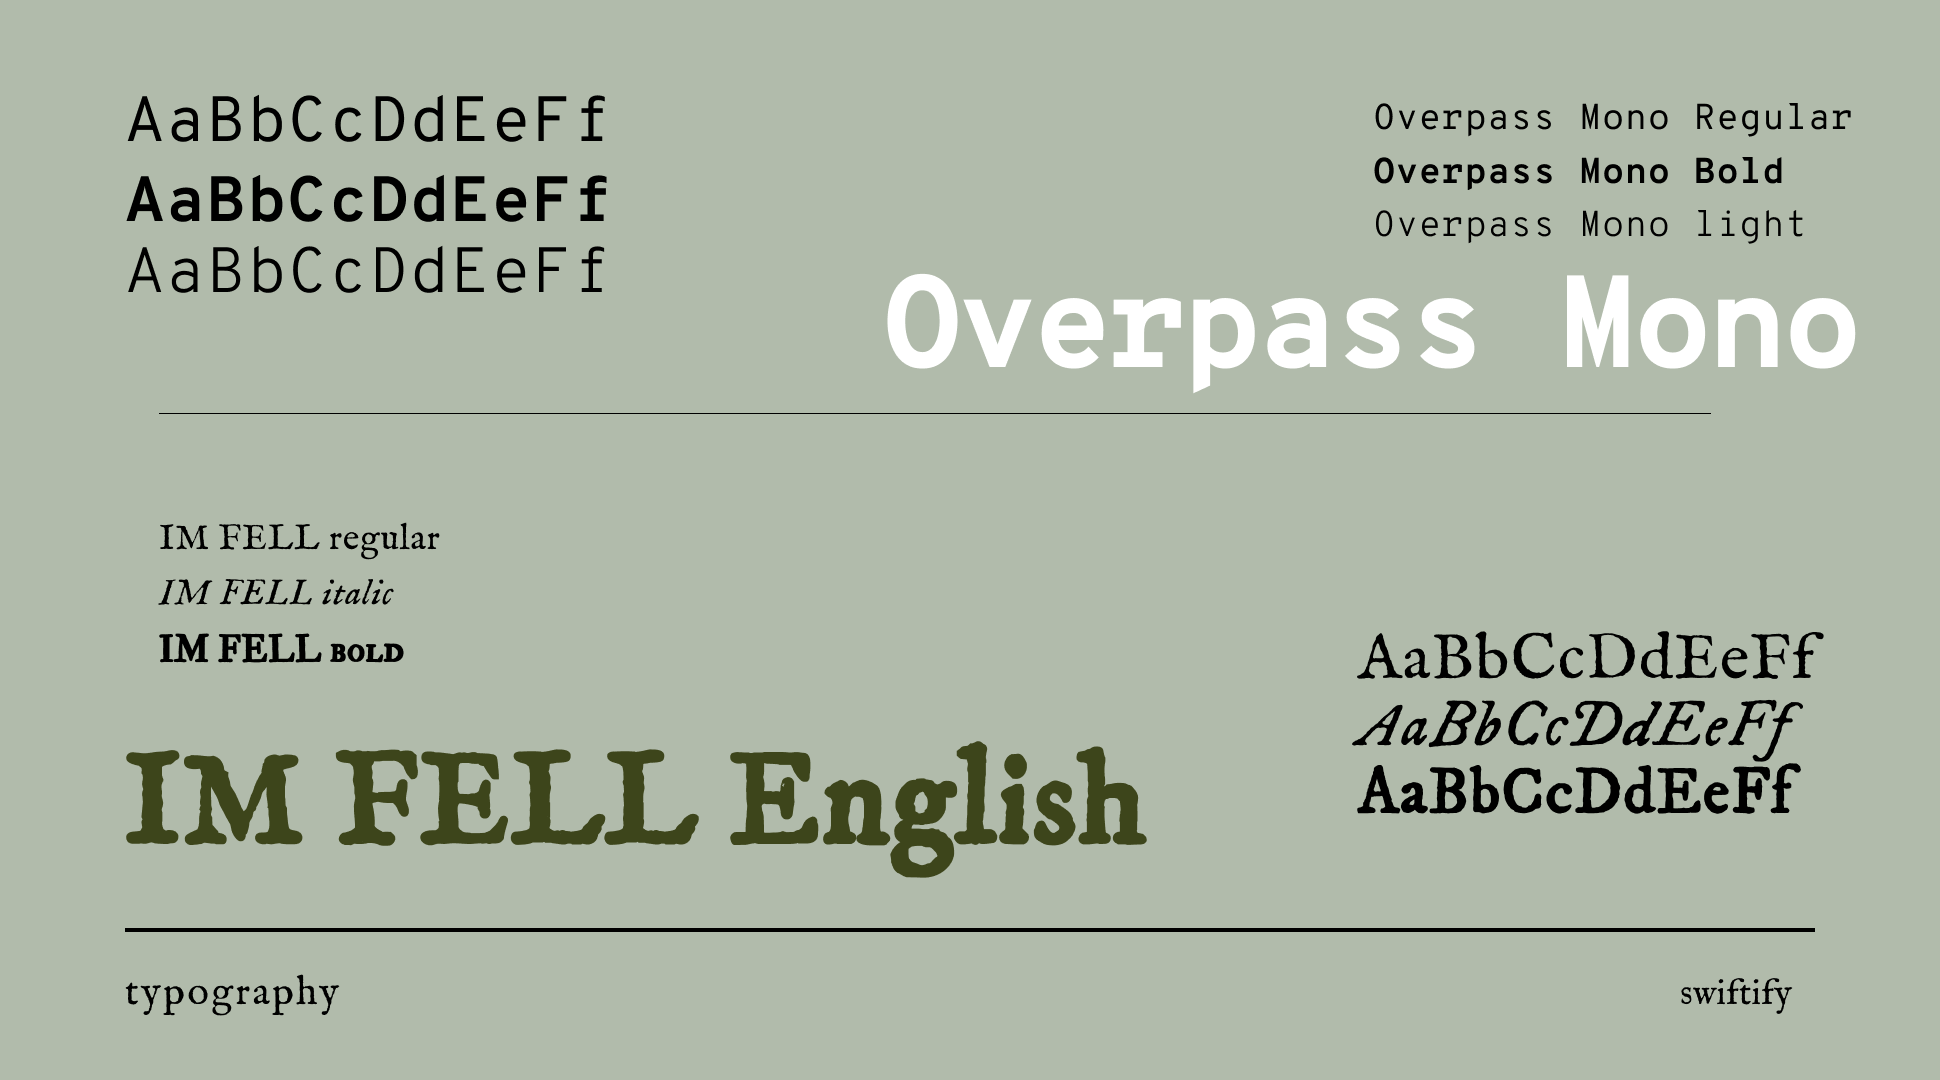 AaBbCcDdEeFf
AaBbCcDdEeFf
AaBbCcDdEeFf
Overpass Mono Regular
Overpass Mono Bold
Overpass Mono light
Overpass Mono
IM FELL regular
IM FELL italic
IM FELL BOLD
IM FELL English
AaBbCcDdEeFf
AaBbCcDdEeFf
AaBbCcDdEeFf
typography
swiftify